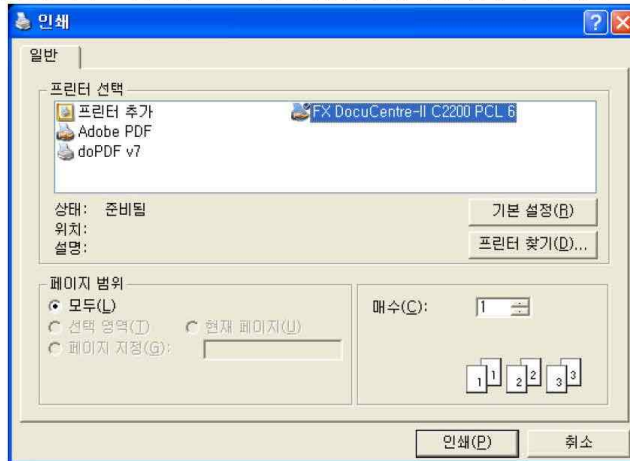 인쇄
일반
프린터 선택
프린터 추가
FX DocuCentre-II C2200 PCL 6
Adobe PDF
doPDF v7
상태: 준비됨
위치:
설명:
기본 설정(R)
프린터 찾기(D)...
페이지 범위
모두(L)
선택 영역(T) 현재 페이지(U)
페이지 지정(G):
매수(C): 1
1 1 2 2 3 3
인쇄(P) 취소